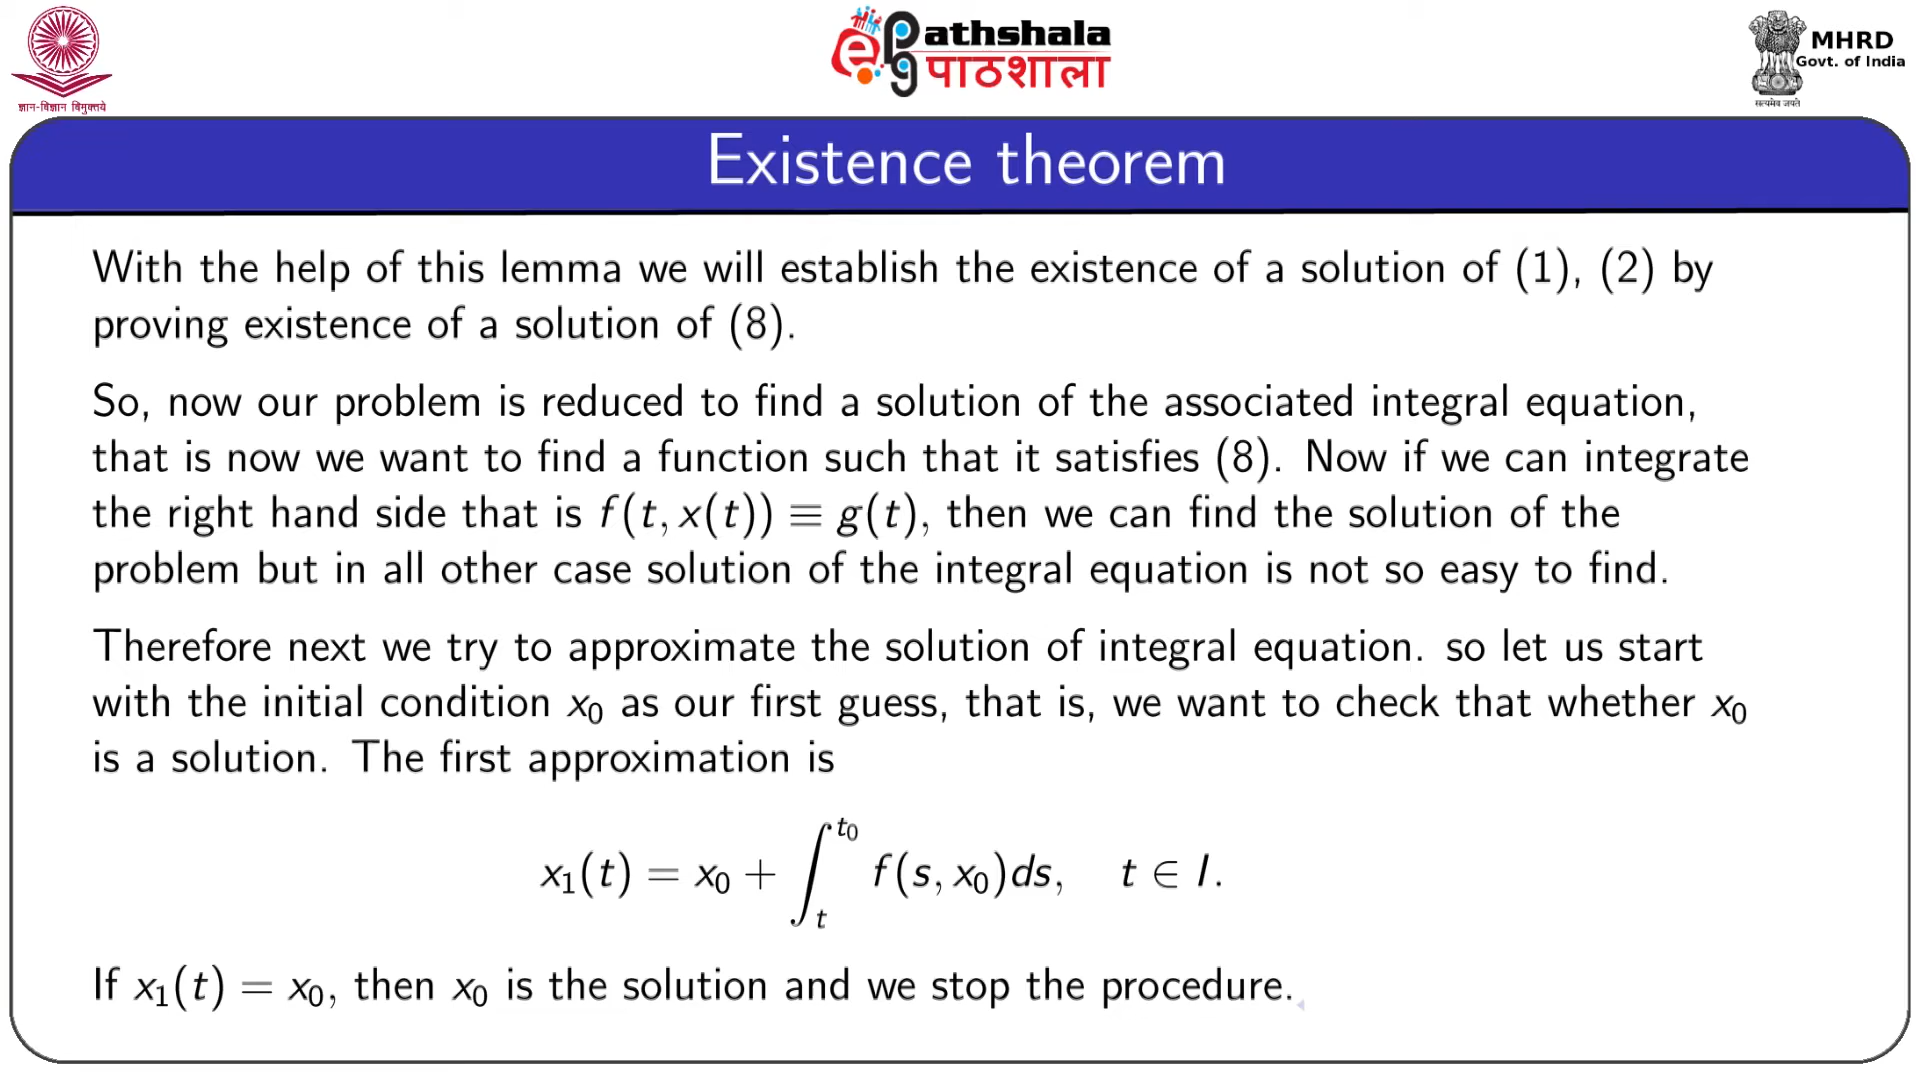 ज्ञान-विज्ञान विमुक्तये
ePathshala
पाठशाला
MHRD
Govt. of India
सत्यमेव जयते
Existence theorem
With the help of this lemma we will establish the existence of a solution of (1), (2) by
proving existence of a solution of (8).
So, now our problem is reduced to find a solution of the associated integral equation,
that is now we want to find a function such that it satisfies (8). Now if we can integrate
the right hand side that is f(t, x(t)) ≡ g(t), then we can find the solution of the
problem but in all other case solution of the integral equation is not so easy to find.
Therefore next we try to approximate the solution of integral equation. so let us start
with the initial condition x₀ as our first guess, that is, we want to check that whether x₀
is a solution. The first approximation is
x₁(t) = x₀ + ∫ₜ^{t₀} f(s, x₀)ds, t ∈ I.
If x₁(t) = x₀, then x₀ is the solution and we stop the procedure.